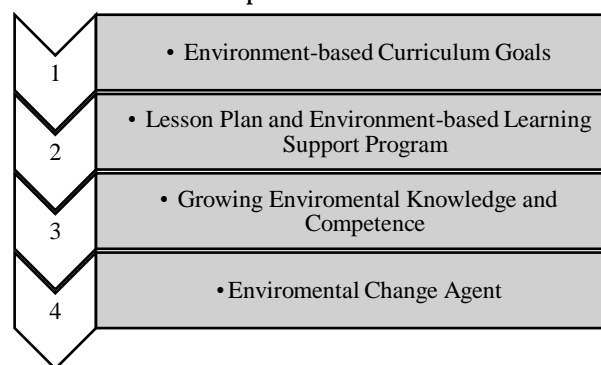 1
• Environment-based Curriculum Goals
2
• Lesson Plan and Environment-based Learning
Support Program
3
• Growing Enviromental Knowledge and
Competence
4
• Enviromental Change Agent